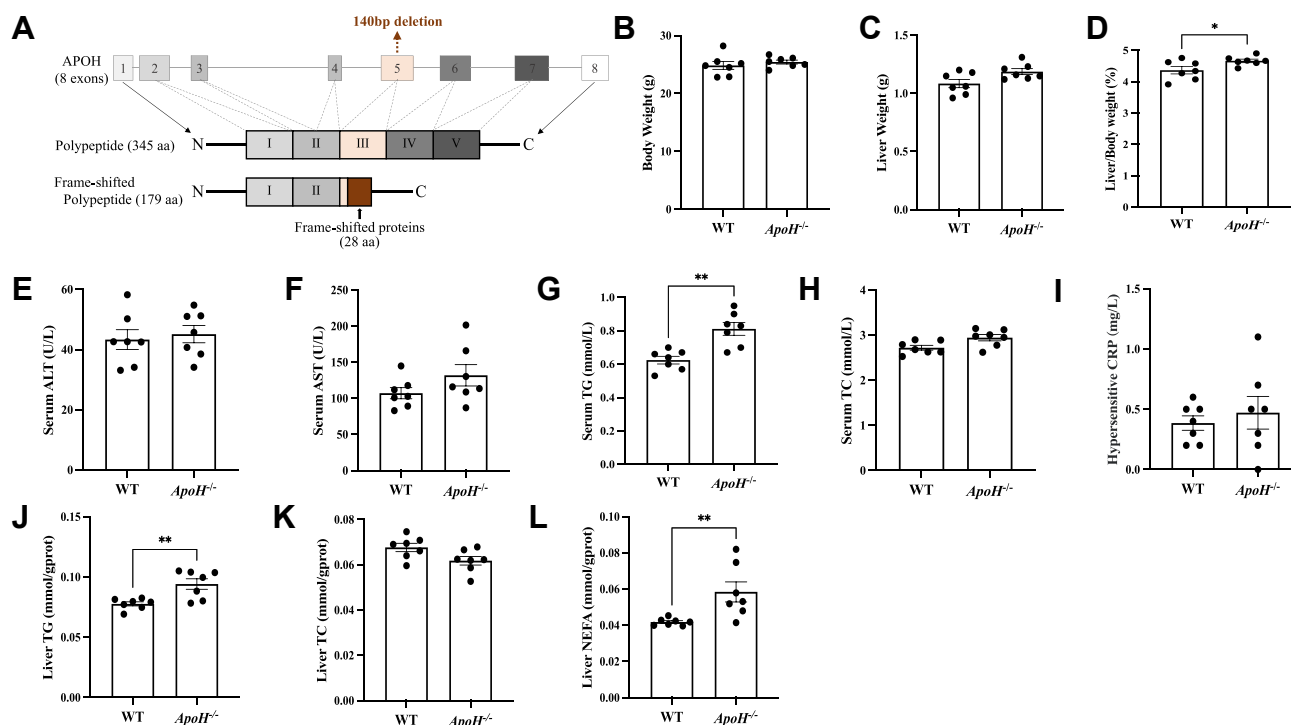 A
140bp deletion
APOH
(8 exons)
1 2 3 4 5 6 7 8
Polypeptide (345 aa) N I II III IV V C
Frame-shifted
Polypeptide (179 aa)
N I II C
Frame-shifted proteins
(28 aa)
B
Body Weight (g)
30
20
10
0
WT ApoH-/-
C
Liver Weight (g)
1.5
1.0
0.5
0.0
WT ApoH-/-
D
Liver/Body weight (%)
*
6
4
2
0
WT ApoH-/-
E
Serum ALT (U/L)
60
40
20
0
WT ApoH-/-
F
Serum AST (U/L)
250
200
150
100
50
0
WT ApoH-/-
G
Serum TG (mmol/L)
**
1.0
0.8
0.6
0.4
0.2
0.0
WT ApoH-/-
H
Serum TC (mmol/L)
4
3
2
1
0
WT ApoH-/-
I
Hypersensitive CRP (mg/L)
1.5
1.0
0.5
0.0
WT ApoH-/-
J
Liver TG (mmol/gprot)
**
0.15
0.10
0.05
0.00
WT ApoH-/-
K
Liver TC (mmol/gprot)
0.08
0.06
0.04
0.02
0.00
WT ApoH-/-
L
Liver NEFA (mmol/gprot)
**
0.10
0.08
0.06
0.04
0.02
0.00
WT ApoH-/-